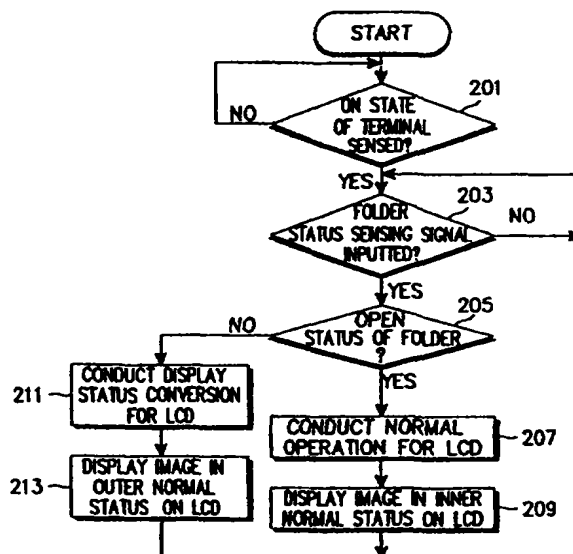 START
201
NO
ON STATE
OF TERMINAL
SENSED?
YES
203
FOLDER
STATUS SENSING SIGNAL
INPUTTED?
NO
YES
205
NO
OPEN
STATUS OF FOLDER
?
YES
211
CONDUCT DISPLAY
STATUS CONVERSION
FOR LCD
CONDUCT NORMAL
OPERATION FOR LCD
207
213
DISPLAY IMAGE IN
OUTER NORMAL
STATUS ON LCD
DISPLAY IMAGE IN INNER
NORMAL STATUS ON LCD
209